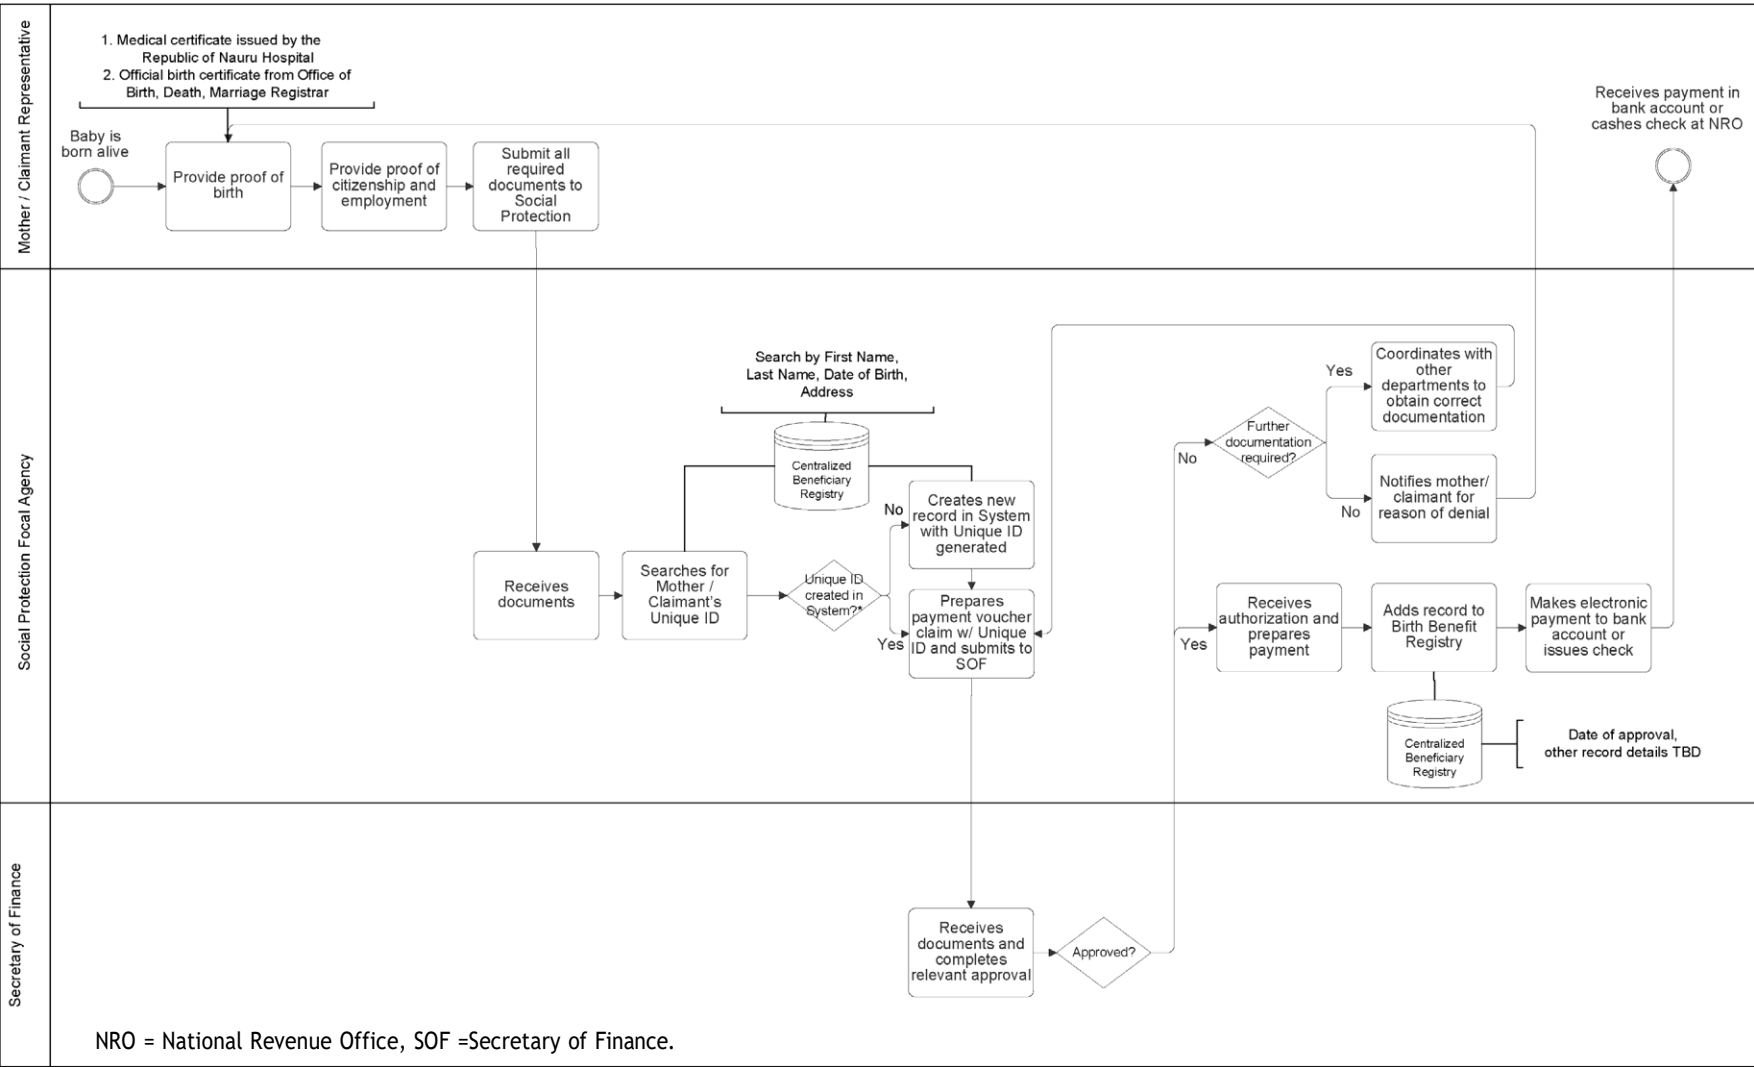 Mother / Claimant Representative
1. Medical certificate issued by the
Republic of Nauru Hospital
2. Official birth certificate from Office of
Birth, Death, Marriage Registrar
Baby is
born alive
Provide proof of
birth
Provide proof of
citizenship and
employment
Submit all
required
documents to
Social
Protection
Receives payment in
bank account or
cashes check at NRO
Social Protection Focal Agency
Receives
documents
Searches for
Mother /
Claimant's
Unique ID
Search by First Name,
Last Name, Date of Birth,
Address
Centralized
Beneficiary
Registry
Unique ID
created in
System?*
No
Creates new
record in System
with Unique ID
generated
Yes
Prepares
payment voucher
claim w/ Unique
ID and submits to
SOF
No
Further
documentation
required?
Yes
Coordinates with
other
departments to
obtain correct
documentation
No
Notifies mother/
claimant for
reason of denial
Yes
Receives
authorization and
prepares
payment
Adds record to
Birth Benefit
Registry
Makes electronic
payment to bank
account or
issues check
Centralized
Beneficiary
Registry
Date of approval,
other record details TBD
Secretary of Finance
Receives
documents and
completes
relevant approval
Approved?
NRO = National Revenue Office, SOF =Secretary of Finance.